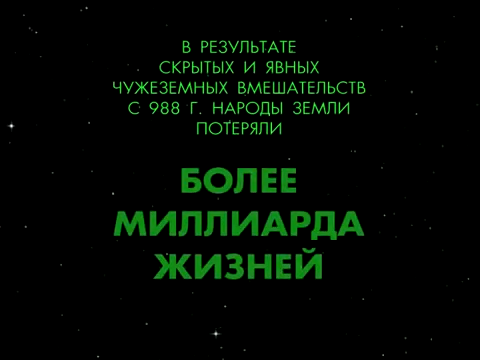 В РЕЗУЛЬТАТЕ
СКРЫТЫХ И ЯВНЫХ
ЧУЖЕЗЕМНЫХ ВМЕШАТЕЛЬСТВ
С 988 Г. НАРОДЫ ЗЕМЛИ
ПОТЕРЯЛИ
БОЛЕЕ
МИЛЛИАРДА
ЖИЗНЕЙ